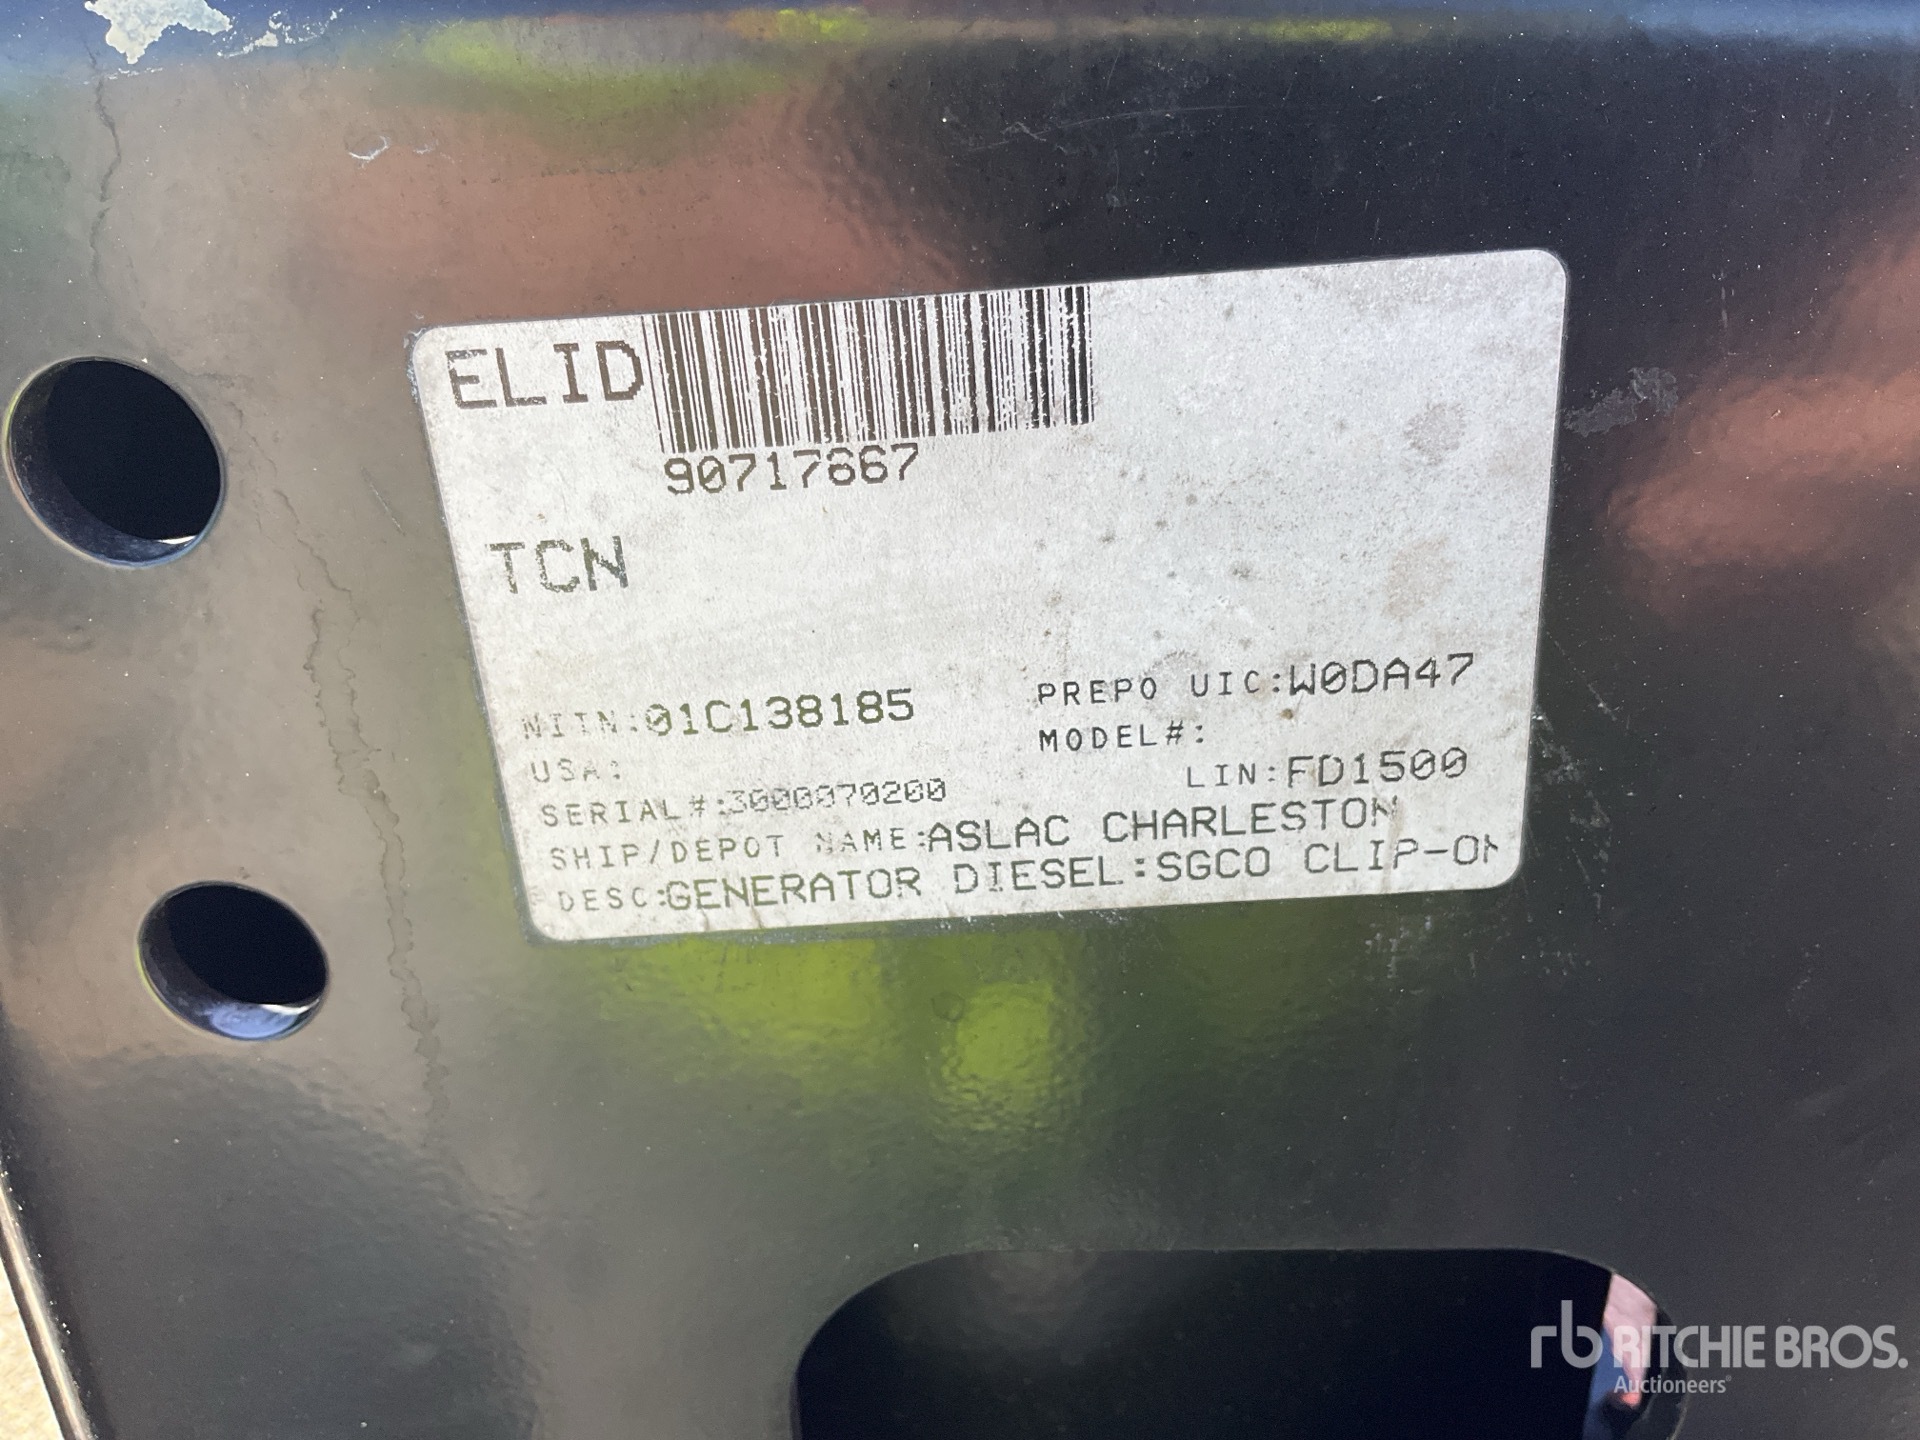 ELID
90717667
TCN
NIIN:01C138185
PREPO UIC:W0DA47
USA:
MODEL#:
SERIAL#:3000070200
LIN:FD1500
SHIP/DEPOT NAME:ASLAC CHARLESTON
DESC:GENERATOR DIESEL:SGCO CLIP-ON
rb RITCHIE BROS.
Auctioneers